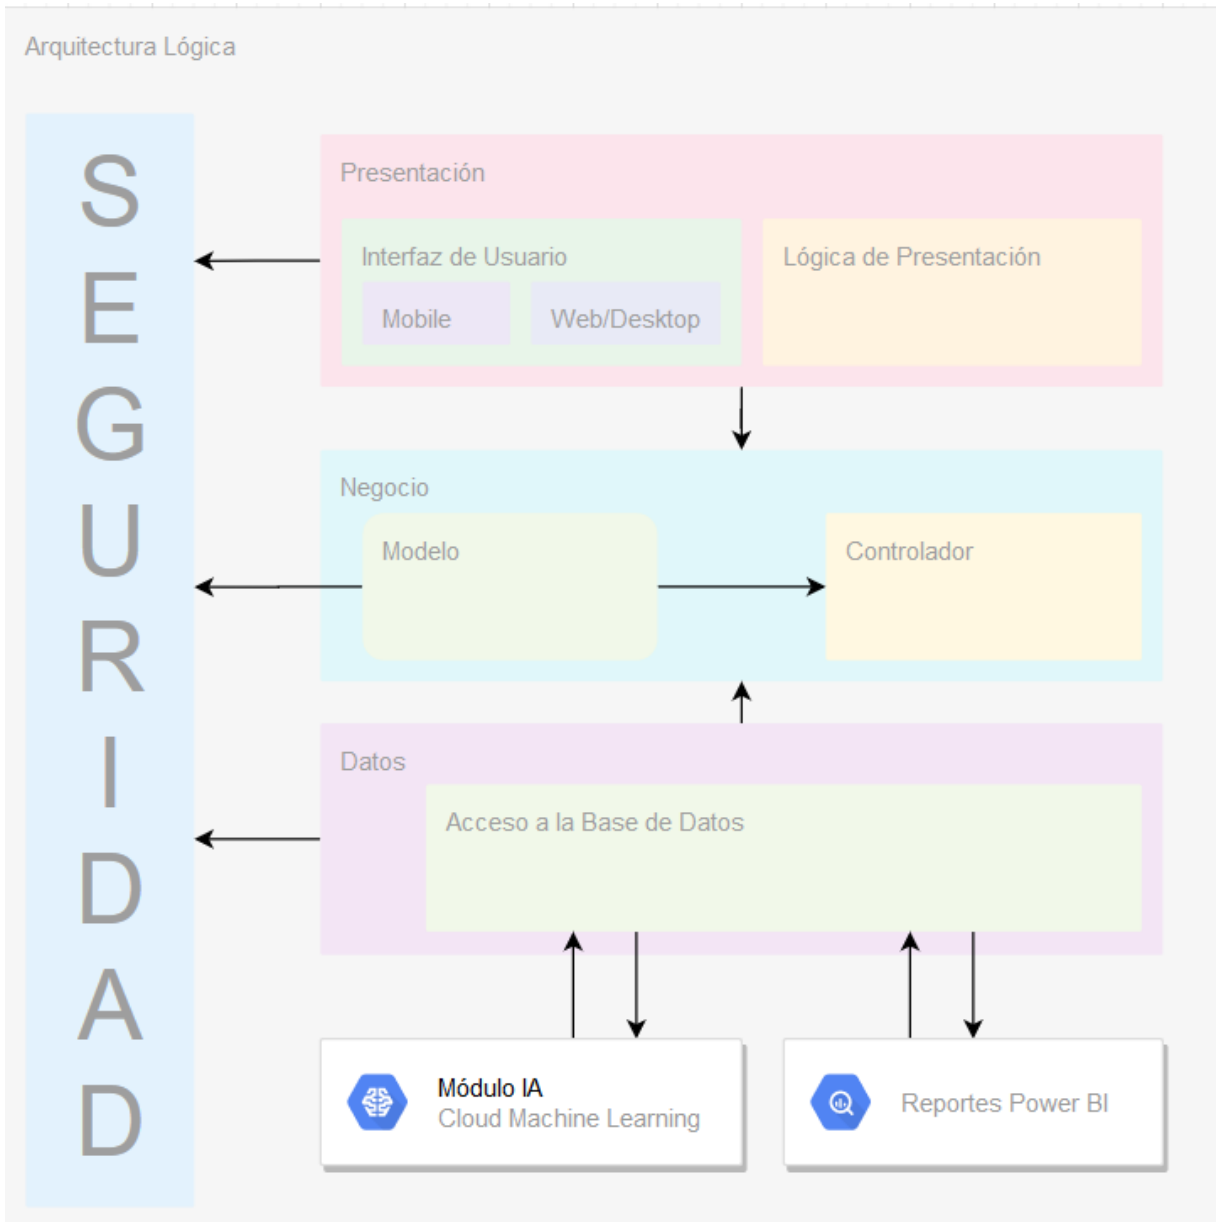 Arquitectura Lógica
S
E
G
U
R
I
D
A
D
Presentación
Interfaz de Usuario
Mobile
Web/Desktop
Lógica de Presentación
Negocio
Modelo
Controlador
Datos
Acceso a la Base de Datos
Módulo IA
Cloud Machine Learning
Reportes Power BI